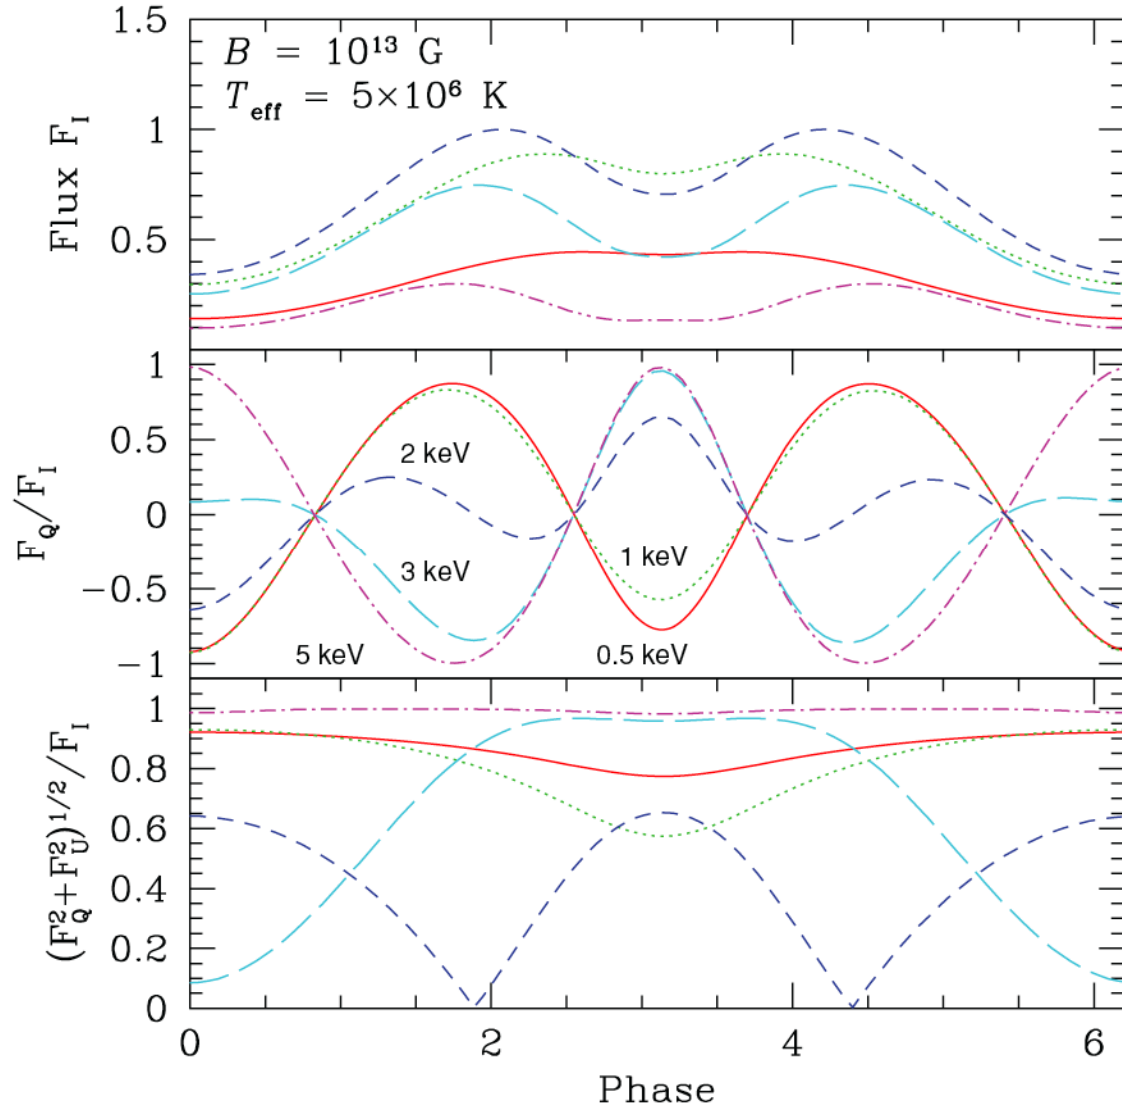 1.5
B = 10¹³ G
T_eff = 5×10⁶ K
1
0.5
Flux F_I
1
0.5
0
−0.5
−1
F_Q/F_I
2 keV
3 keV
1 keV
5 keV
0.5 keV
1
0.8
0.6
0.4
0.2
0
(F_Q²+F_U²)^1/2/F_I
0 2 4 6
Phase